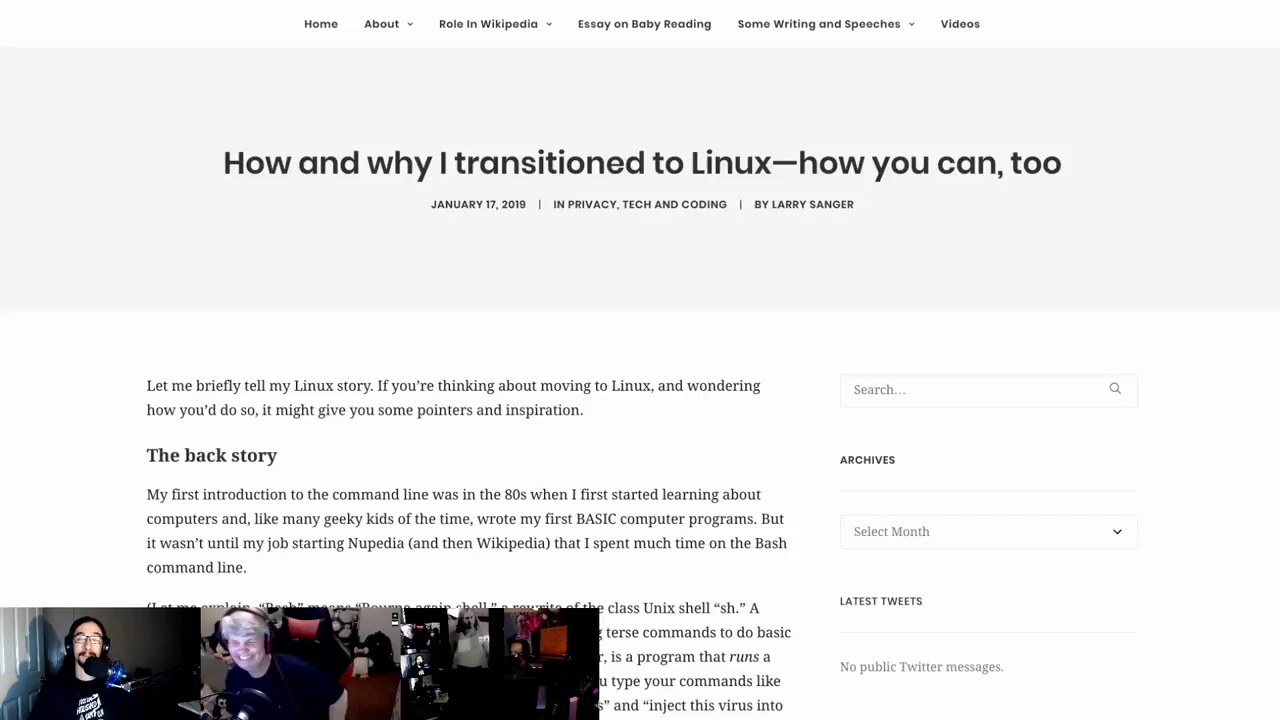 Home About Role In Wikipedia Essay on Baby Reading Some Writing and Speeches Videos
How and why I transitioned to Linux—how you can, too
JANUARY 17, 2019 | IN PRIVACY, TECH AND CODING | BY LARRY SANGER
Let me briefly tell my Linux story. If you’re thinking about moving to Linux, and wondering
how you’d do so, it might give you some pointers and inspiration.
The back story
My first introduction to the command line was in the 80s when I first started learning about
computers and, like many geeky kids of the time, wrote my first BASIC computer programs. But
it wasn’t until my job starting Nupedia (and then Wikipedia) that I spent much time on the Bash
command line.
(Let me explain. “Bash” means “Bourne again shell,” a rewrite of the class Unix shell “sh.” A
terse commands to do basic
is a program that runs a
type your commands like
and “inject this virus into
Search…
ARCHIVES
Select Month
LATEST TWEETS
No public Twitter messages.